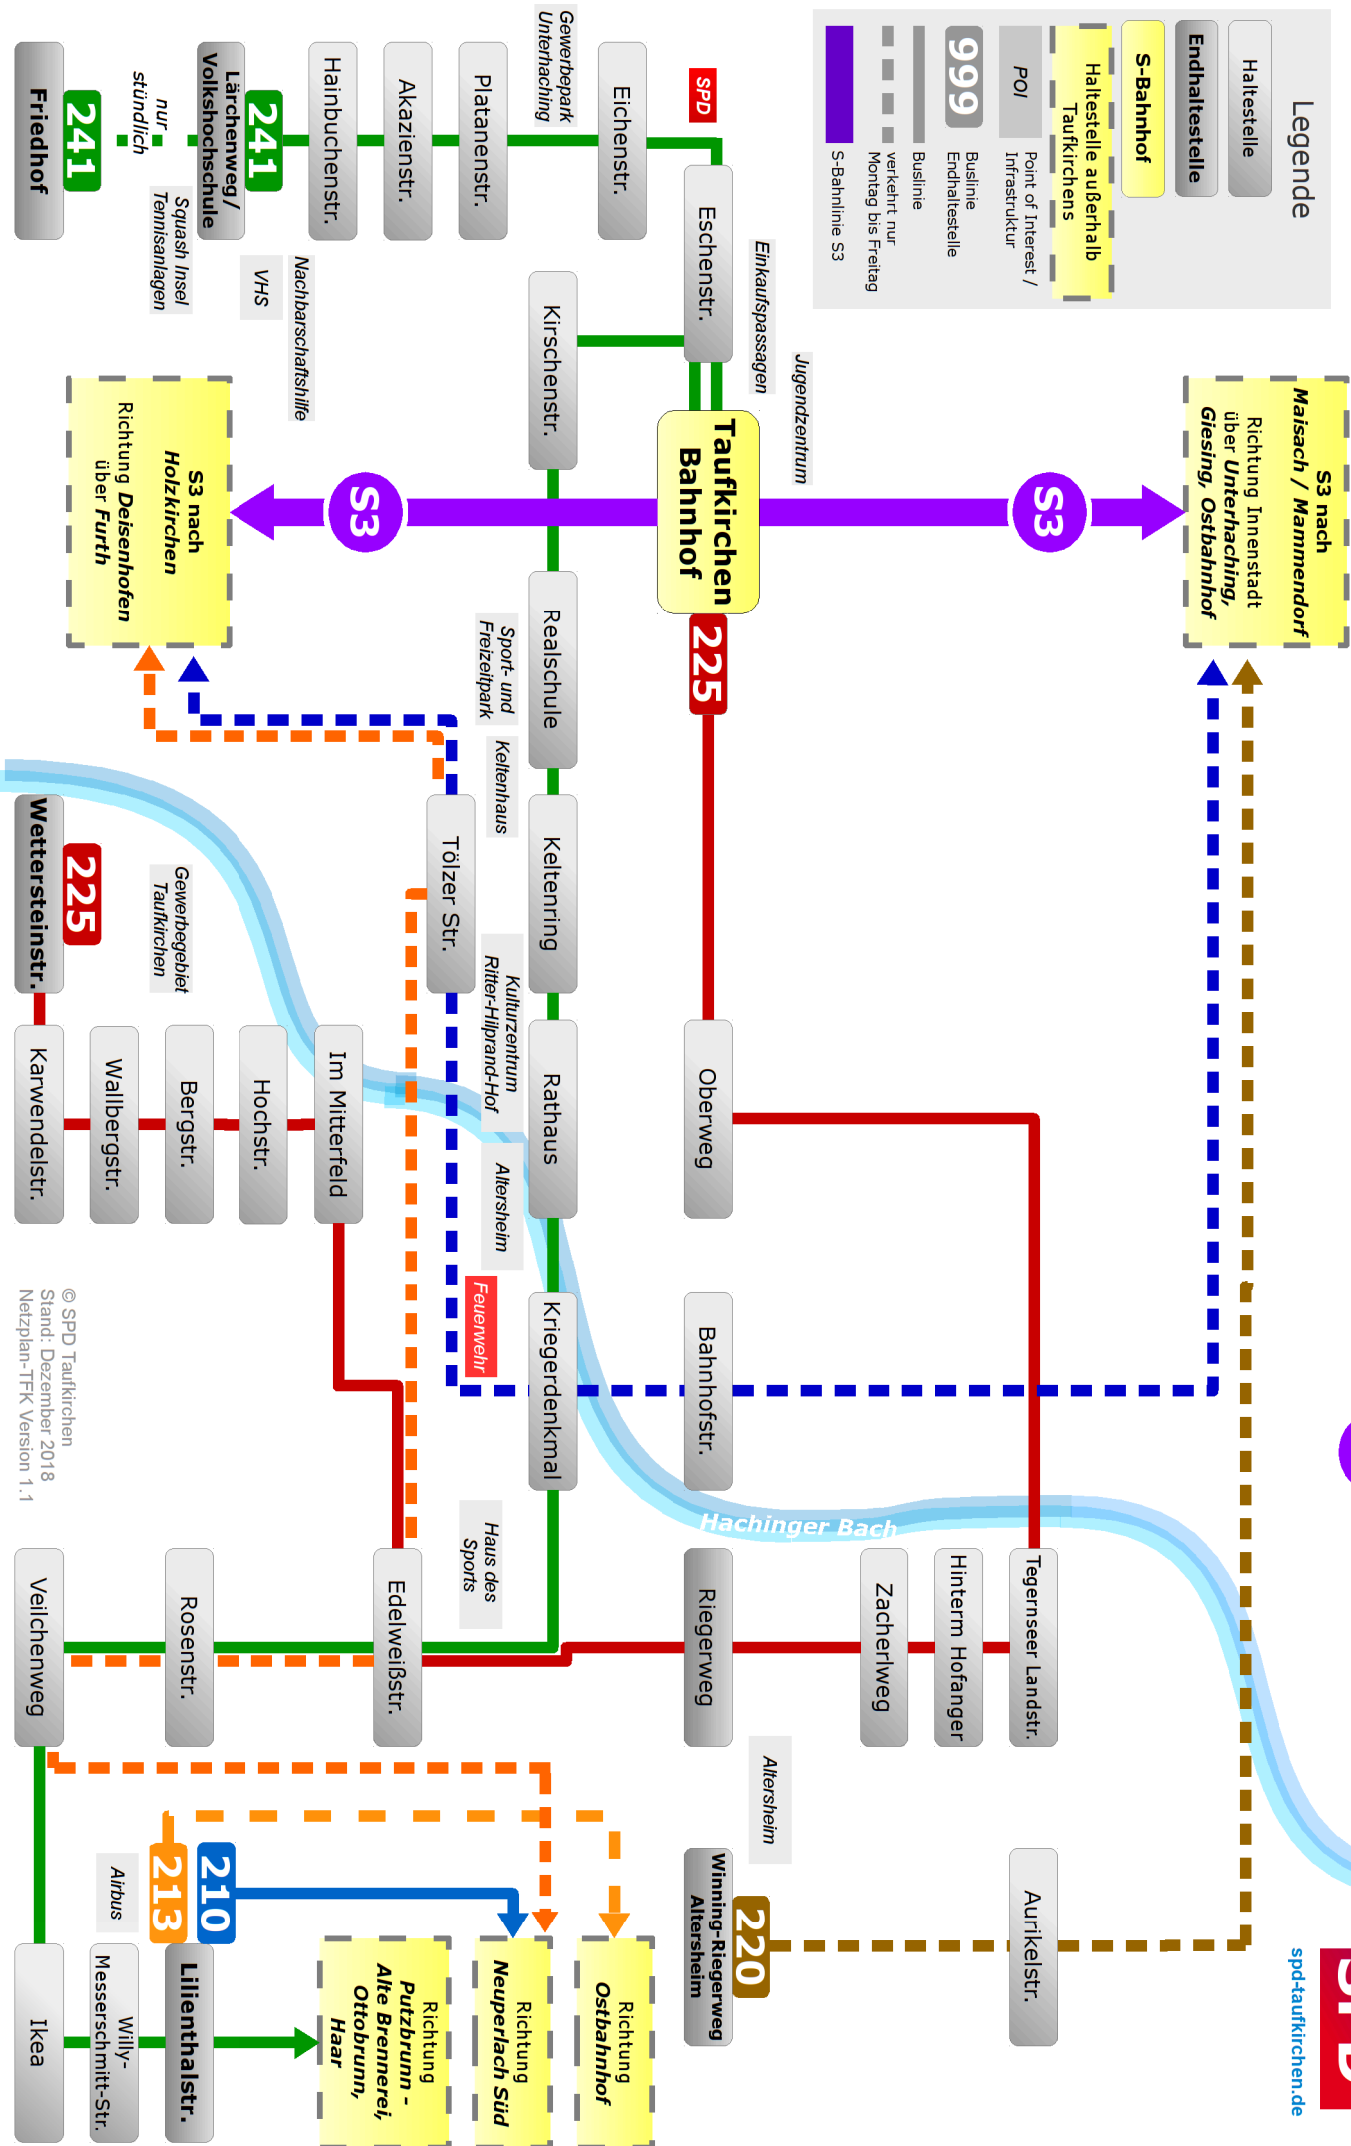 Legende
Haltestelle
Endhaltestelle
S-Bahnhof
Haltestelle außerhalb
Taufkirchens
POI
Point of Interest /
Infrastruktur
999
Buslinie
Endhaltestelle
Buslinie
verkehrt nur
Montag bis Freitag
S-Bahnlinie S3
S3 nach
Maisach / Mammendorf
Richtung Innenstadt
über Unterhaching,
Giesing, Ostbahnhof
S3
spd-taufkirchen.de
Aurikelstr.
Tegernseer Landstr.
Hinterm Hofanger
Zacherlweg
Hachinger Bach
Jugendzentrum
Einkaufspassagen
Altersheim
SPD
Eschenstr.
Taufkirchen
Bahnhof
225
Oberweg
Bahnhofstr.
Riegerweg
220
Winning-Riegerweg
Altersheim
Eichenstr.
Gewerbepark
Unterhaching
Kirschenstr.
Realschule
Keltenring
Rathaus
Kriegerdenkmal
Richtung
Ostbahnhof
Platanenstr.
Sport- und
Freizeitpark
Keltenhaus
Kulturzentrum
Ritter-Hilprand-Hof
Altersheim
Feuerwehr
Haus des
Sports
Richtung
Neuperlach Süd
Akazienstr.
Tölzer Str.
Edelweißstr.
Richtung
Putzbrunn -
Alte Brennerei,
Ottobrunn,
Haar
Hainbuchenstr.
S3
Im Mitterfeld
Nachbarschaftshilfe
241
Lärchenweg/
Volkshochschule
VHS
Hochstr.
210
S3 nach
Holzkirchen
Richtung Deisenhofen
über Furth
Squash Insel
Tennisanlagen
nur
stündlich
Gewerbegebiet
Taufkirchen
Bergstr.
Rosenstr.
213
Lilienthalstr.
Airbus
Wallbergstr.
Willy-
Messerschmitt-Str.
241
Friedhof
225
Wettersteinstr.
Karwendelstr.
© SPD Taufkirchen
Stand: Dezember 2018
Netzplan-TFK Version 1.1
Veilchenweg
Ikea